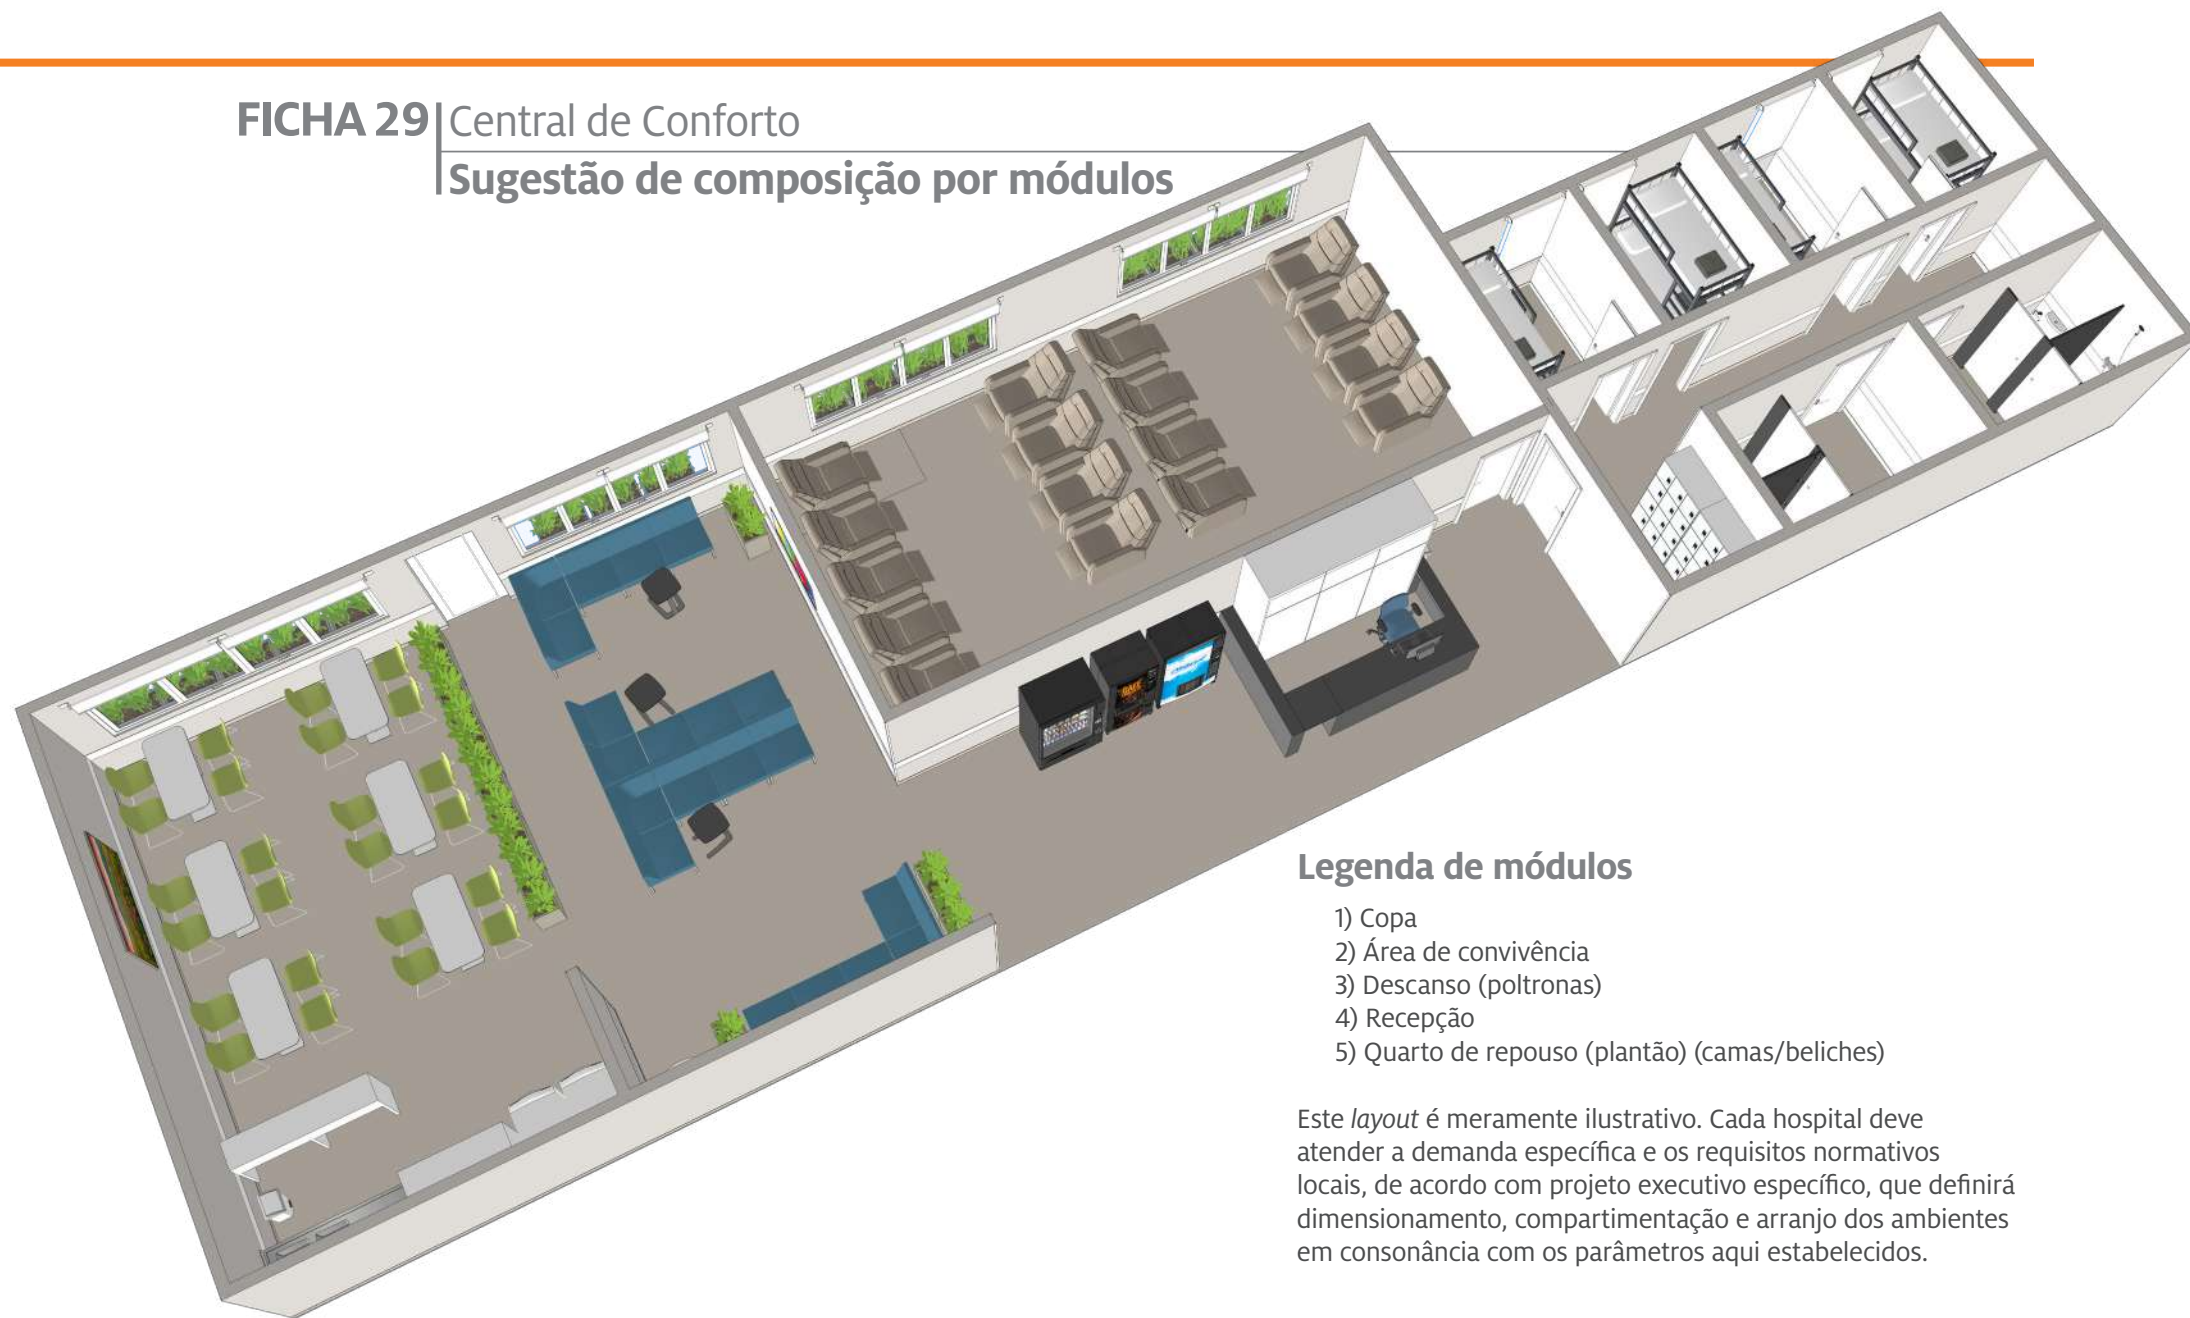 FICHA 29 Central de Conforto
Sugestão de composição por módulos
CAFÉ
Legenda de módulos
1) Copa
2) Área de convivência
3) Descanso (poltronas)
4) Recepção
5) Quarto de repouso (plantão) (camas/beliches)
Este layout é meramente ilustrativo. Cada hospital deve
atender a demanda específica e os requisitos normativos
locais, de acordo com projeto executivo específico, que definirá
dimensionamento, compartimentação e arranjo dos ambientes
em consonância com os parâmetros aqui estabelecidos.